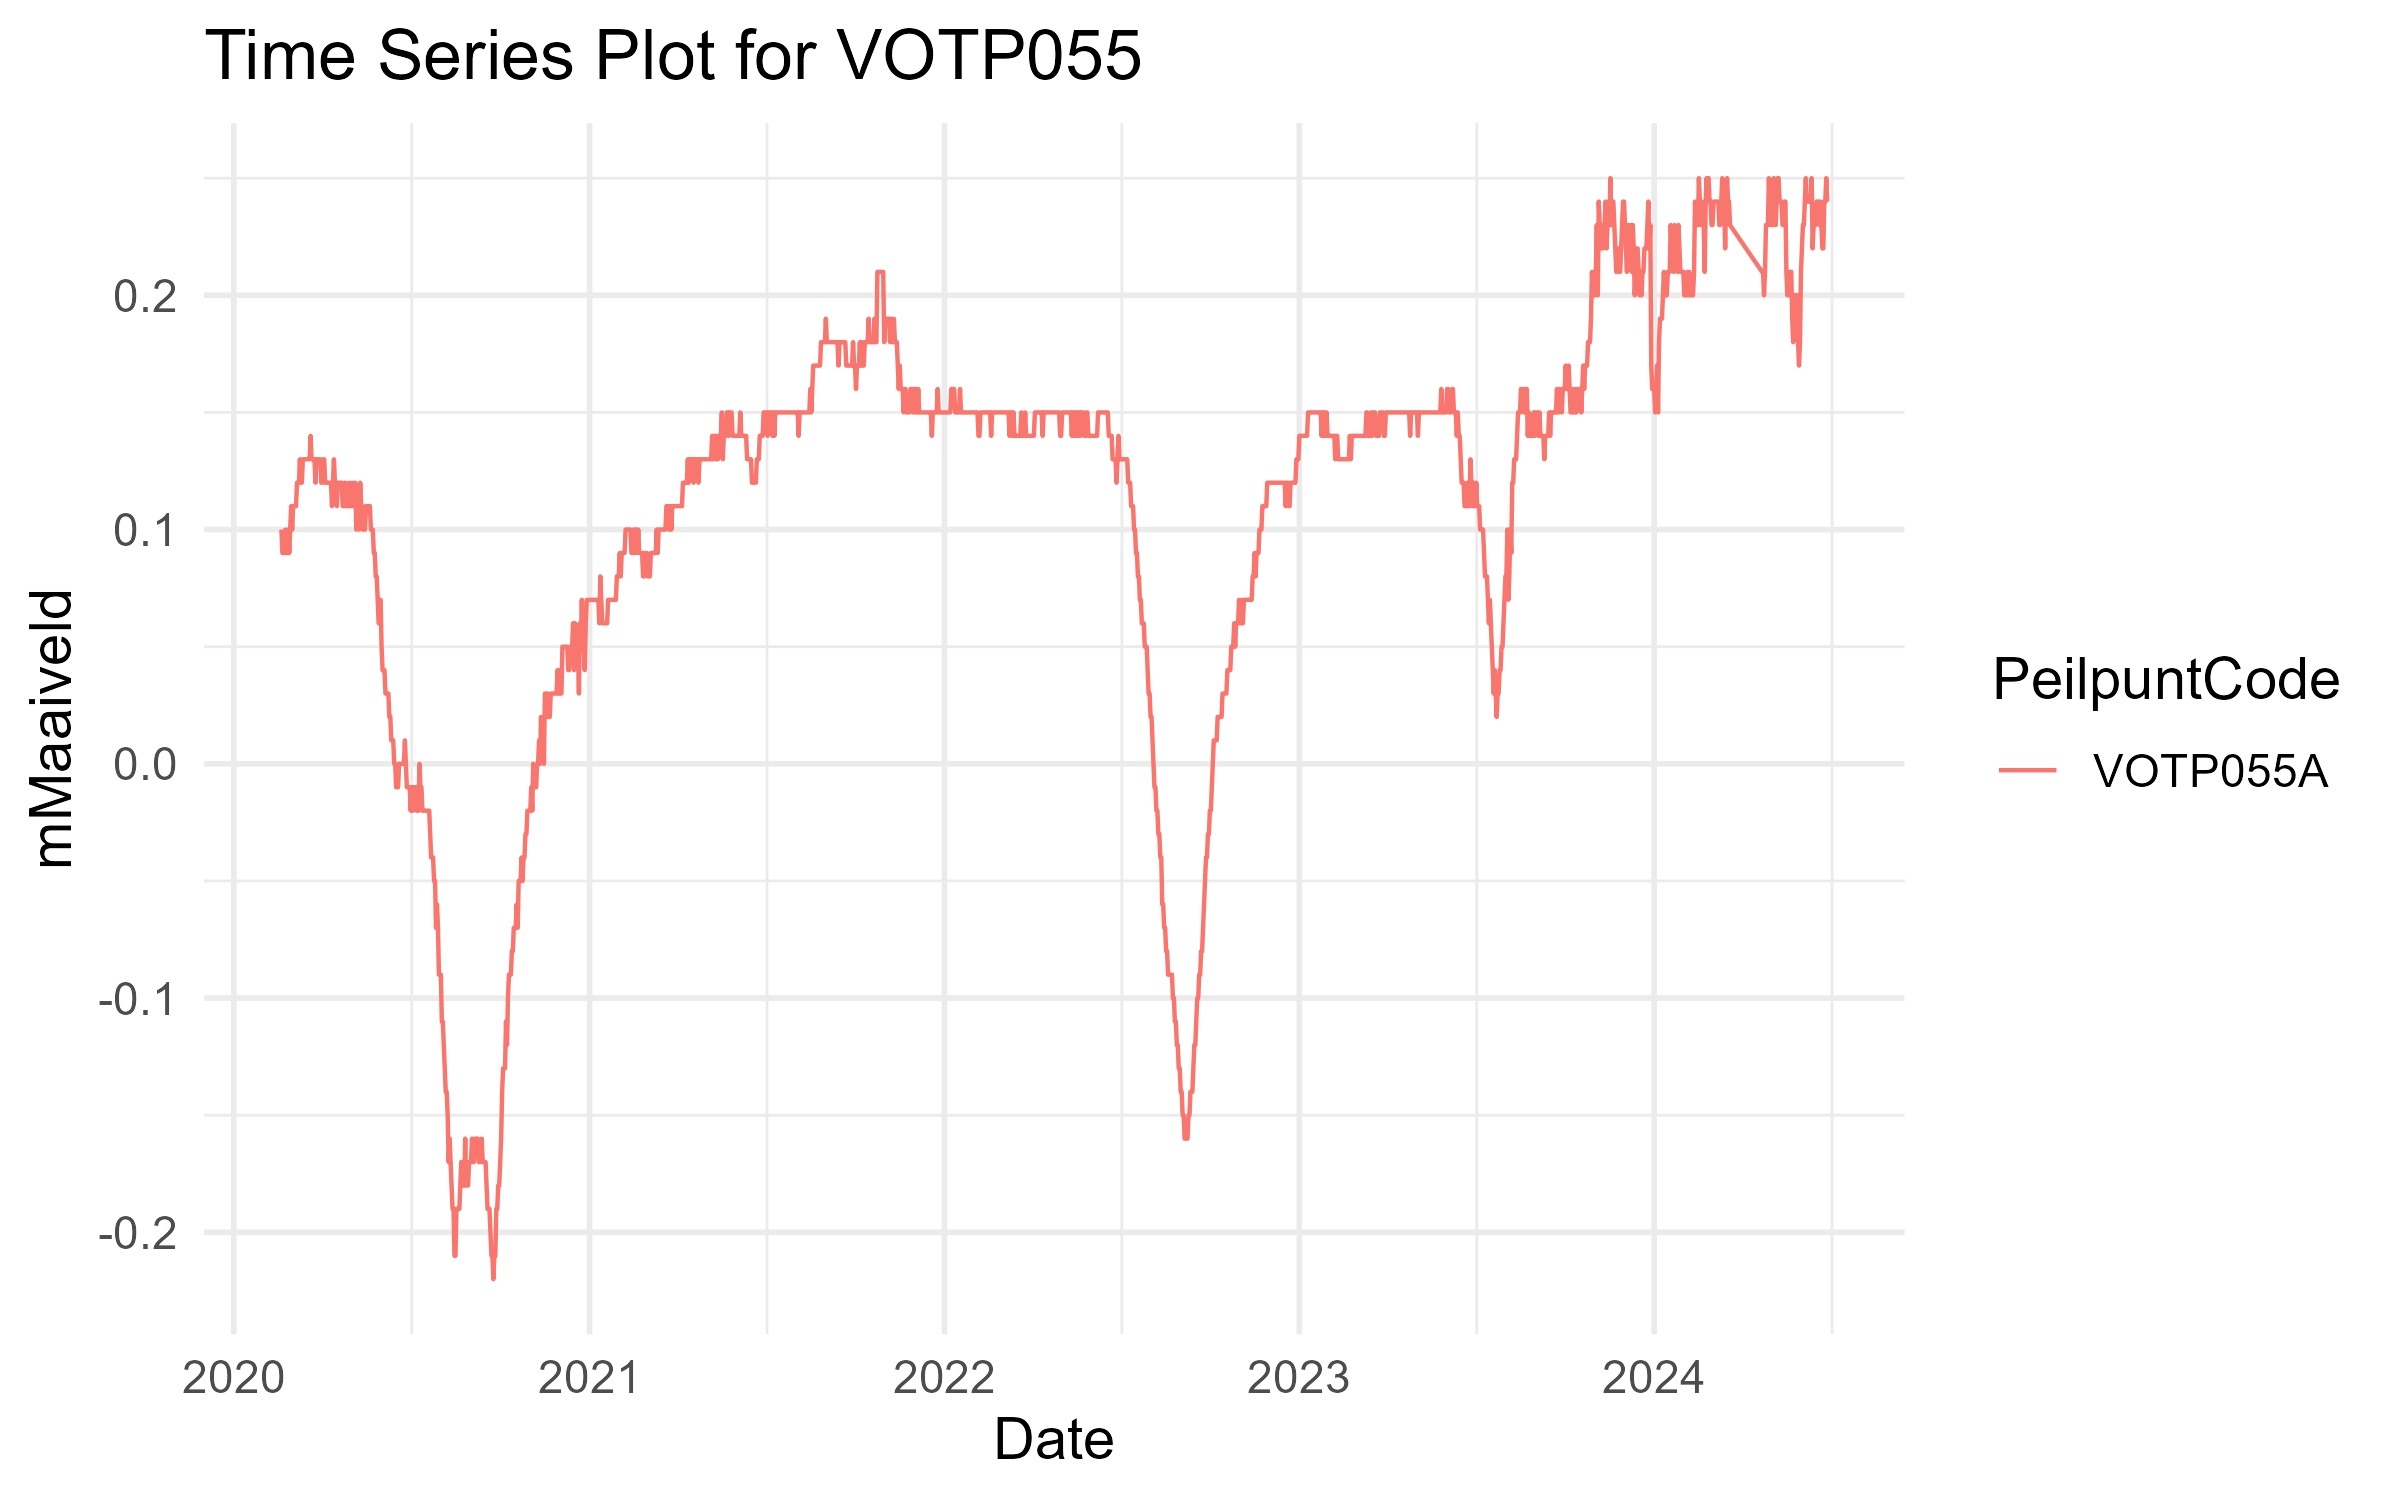 Time Series Plot for VOTP055
mMaaiveld
0.2
0.1
0.0
-0.1
-0.2
2020 2021 2022 2023 2024
Date
PeilpuntCode
VOTP055A